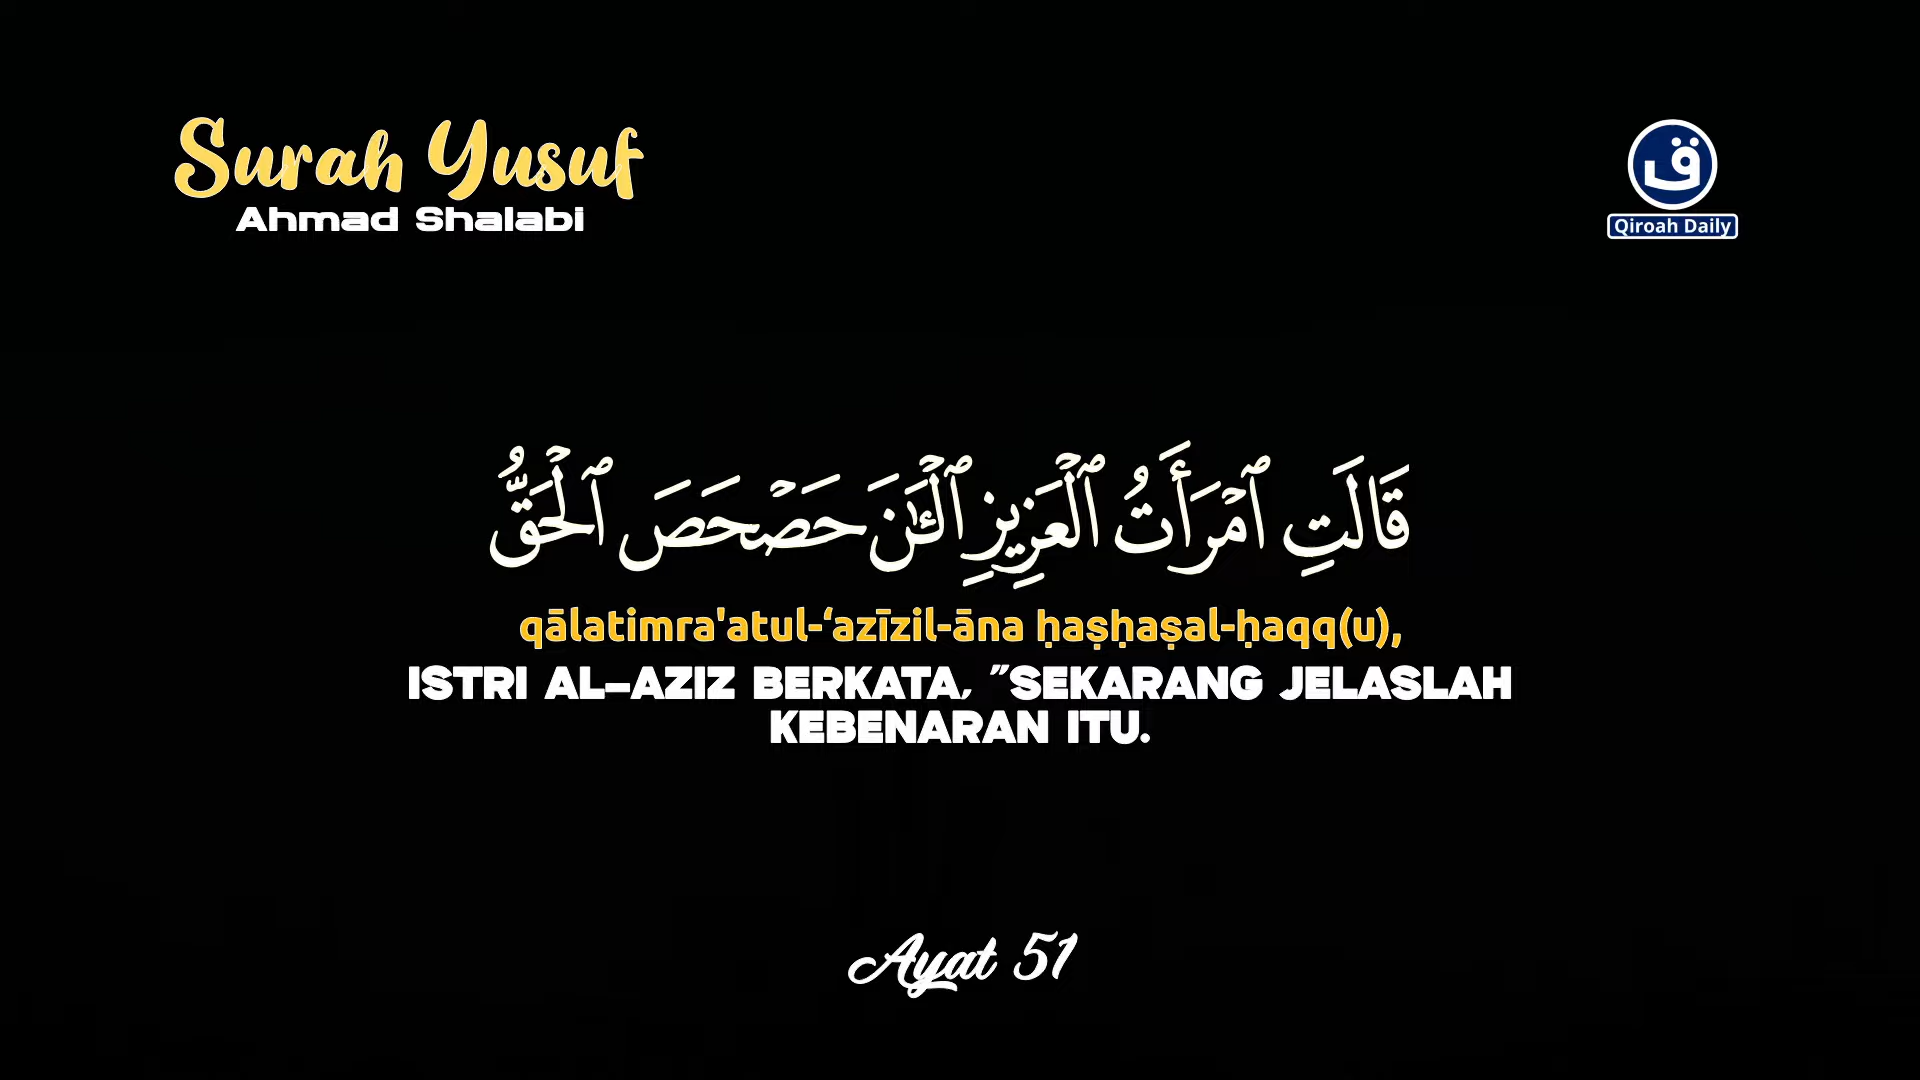 Surah Yusuf
Ahmad Shalabi
ق
Qiroah Daily
قَالَتِ ٱمْرَأَتُ ٱلْعَزِيزِ ٱلْـَٰٔنَ حَصْحَصَ ٱلْحَقُّ
qālatimra'atul-‘azīzil-āna ḥaṣḥaṣal-ḥaqq(u),
ISTRI AL-AZIZ BERKATA, "SEKARANG JELASLAH
KEBENARAN ITU.
Ayat 51